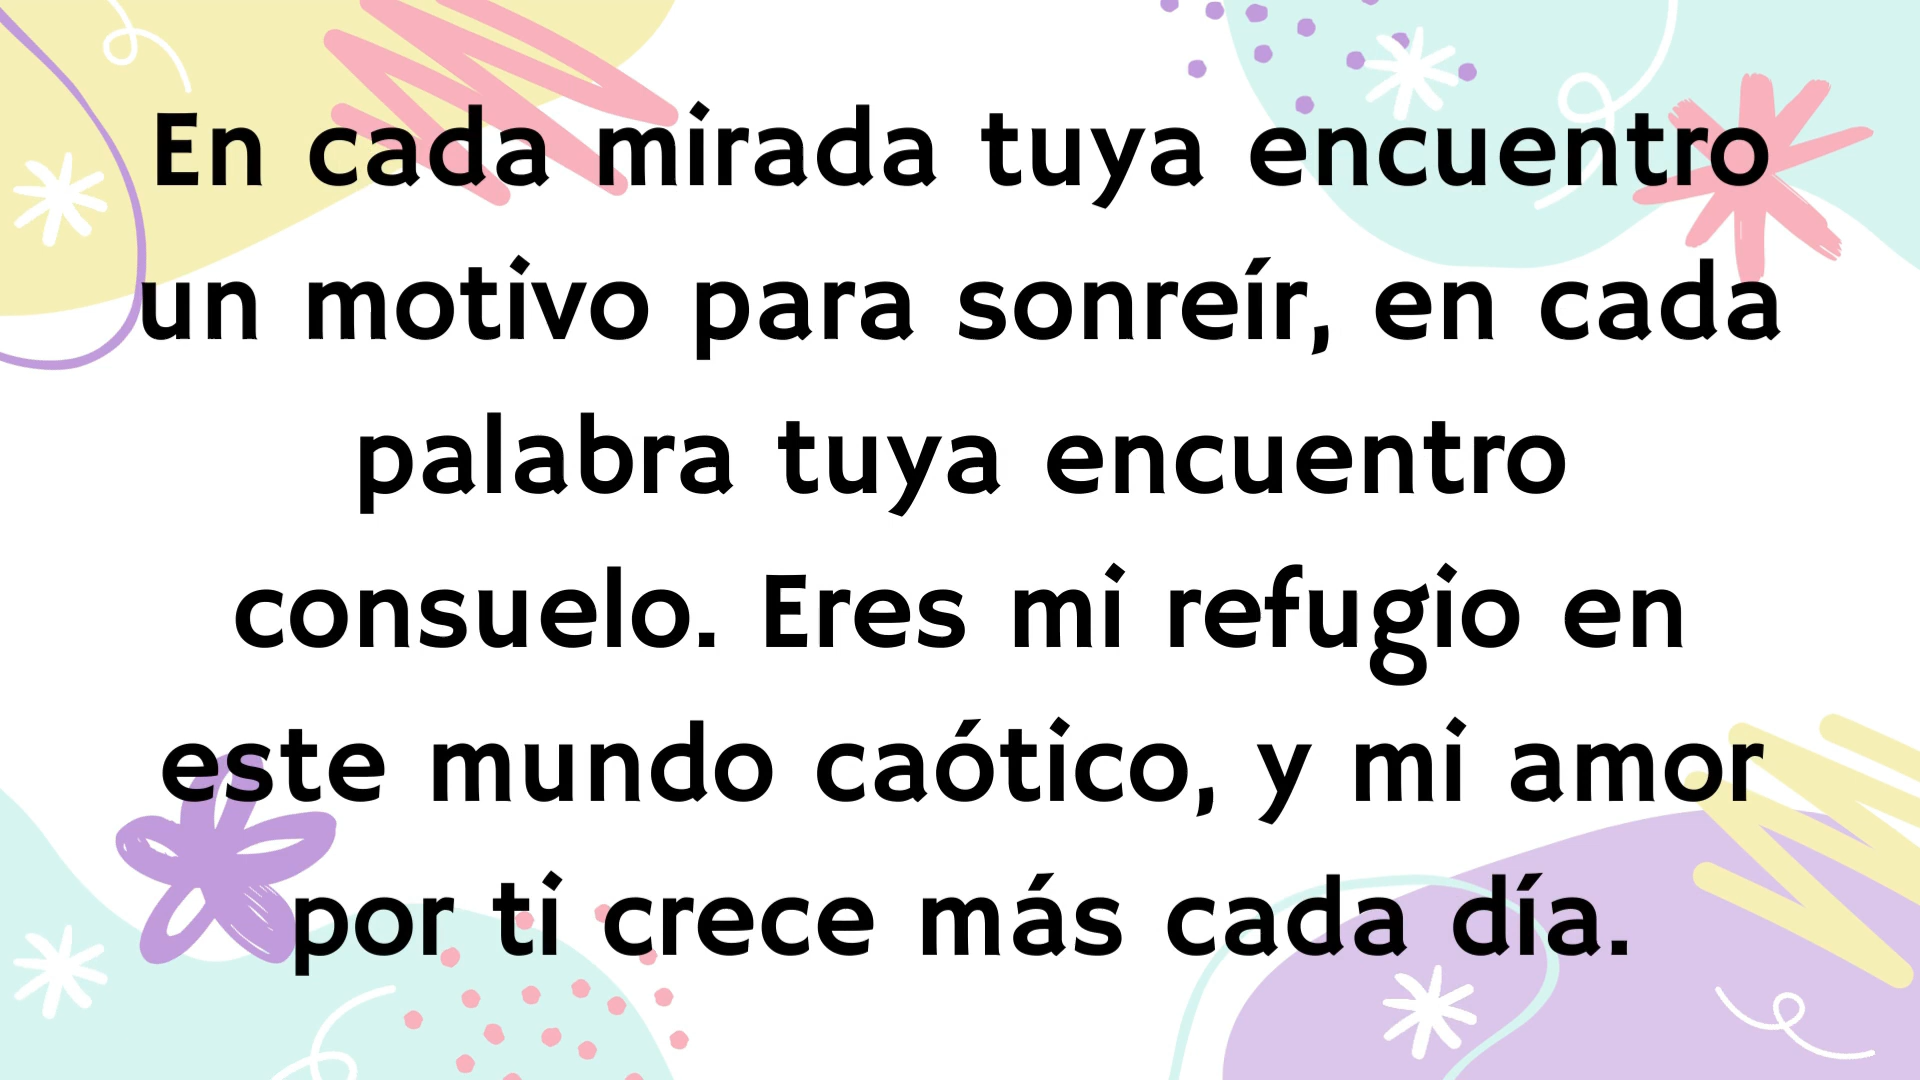 En cada mirada tuya encuentro
un motivo para sonreír, en cada
palabra tuya encuentro
consuelo. Eres mi refugio en
este mundo caótico, y mi amor
por ti crece más cada día.